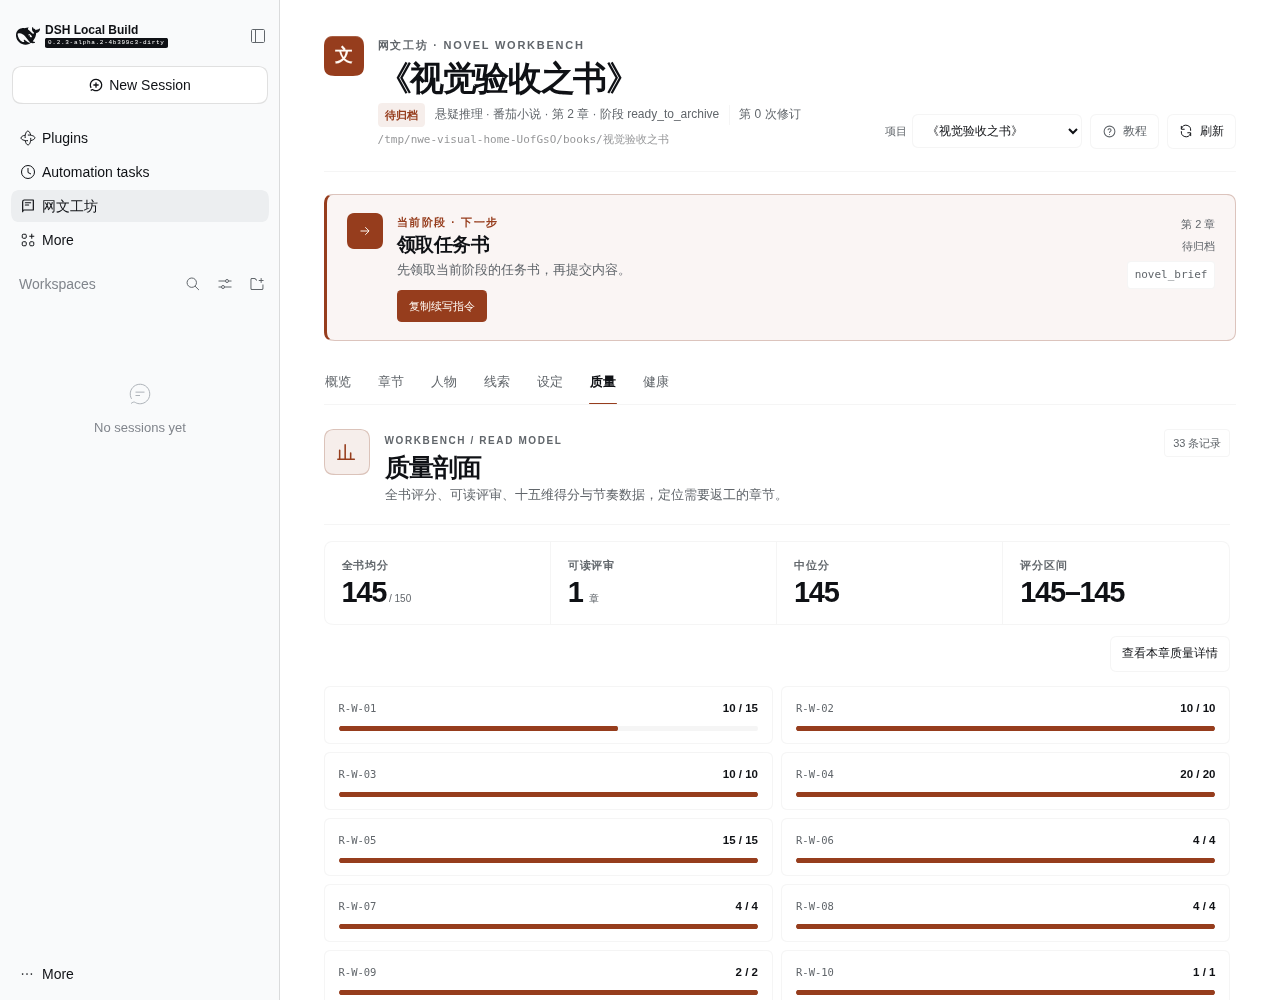 DSH Local Build
0.2.3-alpha.2-4b399c3-dirty
New Session
Plugins
Automation tasks
网文工坊
More
Workspaces
No sessions yet
More
文
网文工坊 · NOVEL WORKBENCH
《视觉验收之书》
待归档 悬疑推理 · 番茄小说 · 第 2 章 · 阶段 ready_to_archive 第 0 次修订
/tmp/nwe-visual-home-UofGsO/books/视觉验收之书
项目 《视觉验收之书》 教程 刷新
当前阶段 · 下一步
领取任务书
先领取当前阶段的任务书，再提交内容。
复制续写指令
第 2 章
待归档
novel_brief
概览 章节 人物 线索 设定 质量 健康
WORKBENCH / READ MODEL
质量剖面
全书评分、可读评审、十五维得分与节奏数据，定位需要返工的章节。
33 条记录
全书均分
145 / 150
可读评审
1 章
中位分
145
评分区间
145–145
查看本章质量详情
R-W-01 10 / 15
R-W-02 10 / 10
R-W-03 10 / 10
R-W-04 20 / 20
R-W-05 15 / 15
R-W-06 4 / 4
R-W-07 4 / 4
R-W-08 4 / 4
R-W-09 2 / 2
R-W-10 1 / 1